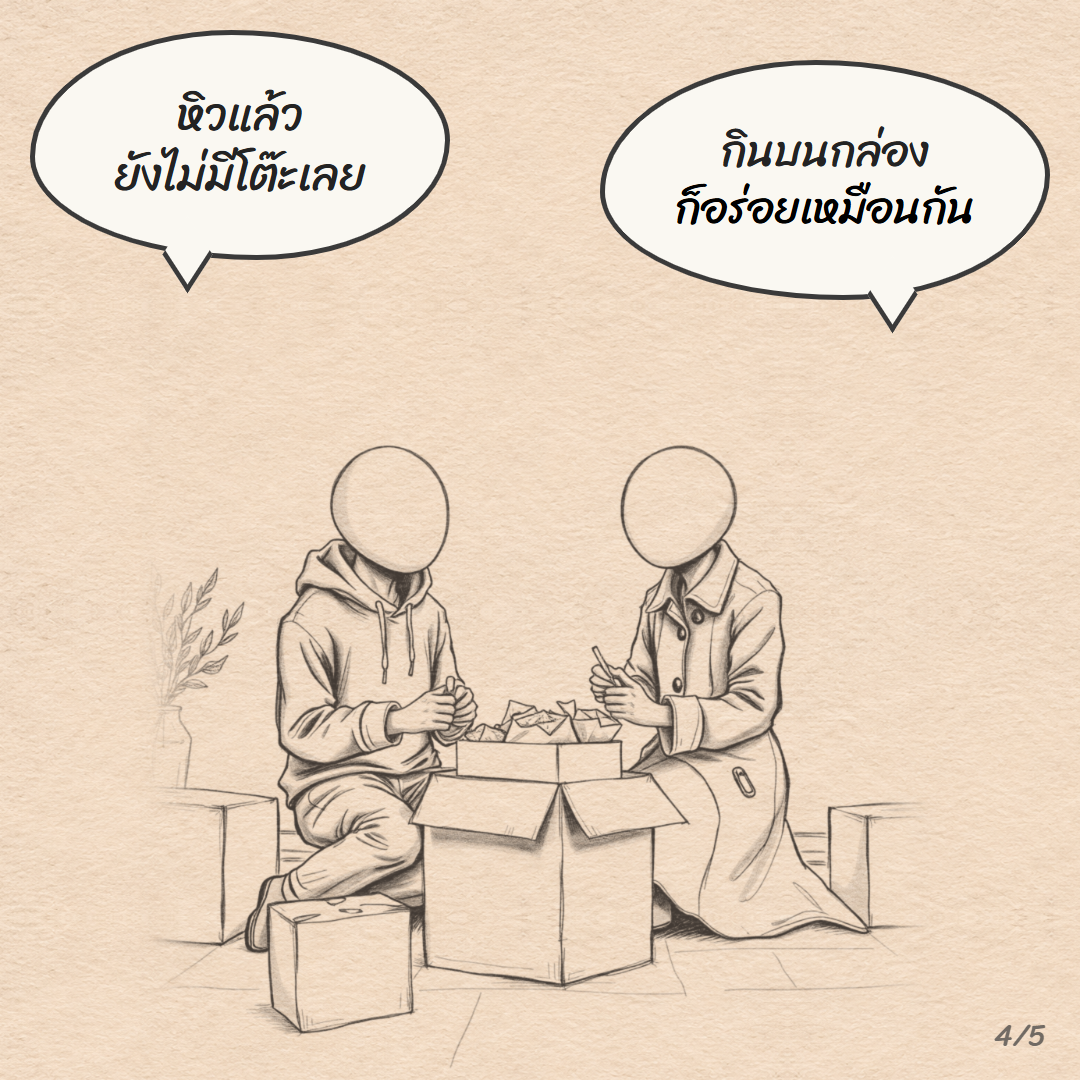 หิวแล้ว
ยังไม่มีโต๊ะเลย
กินบนกล่อง
ก็อร่อยเหมือนกัน
4/5